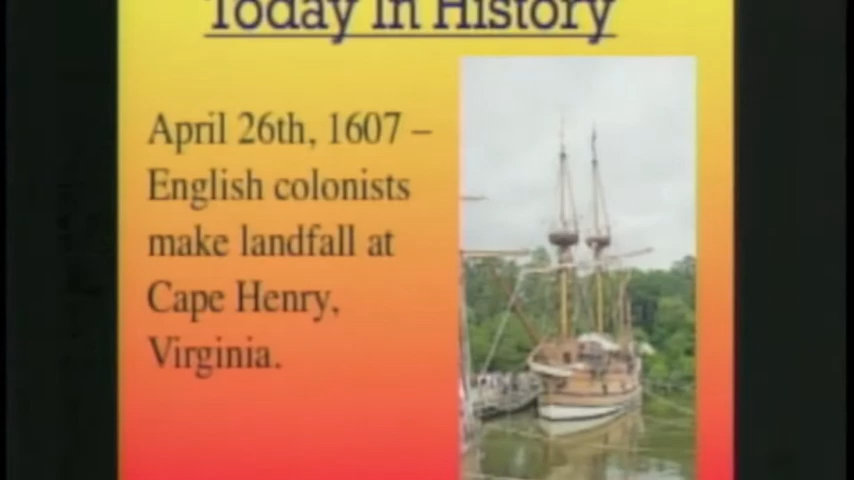 Today In History
April 26th, 1607 –
English colonists
make landfall at
Cape Henry,
Virginia.